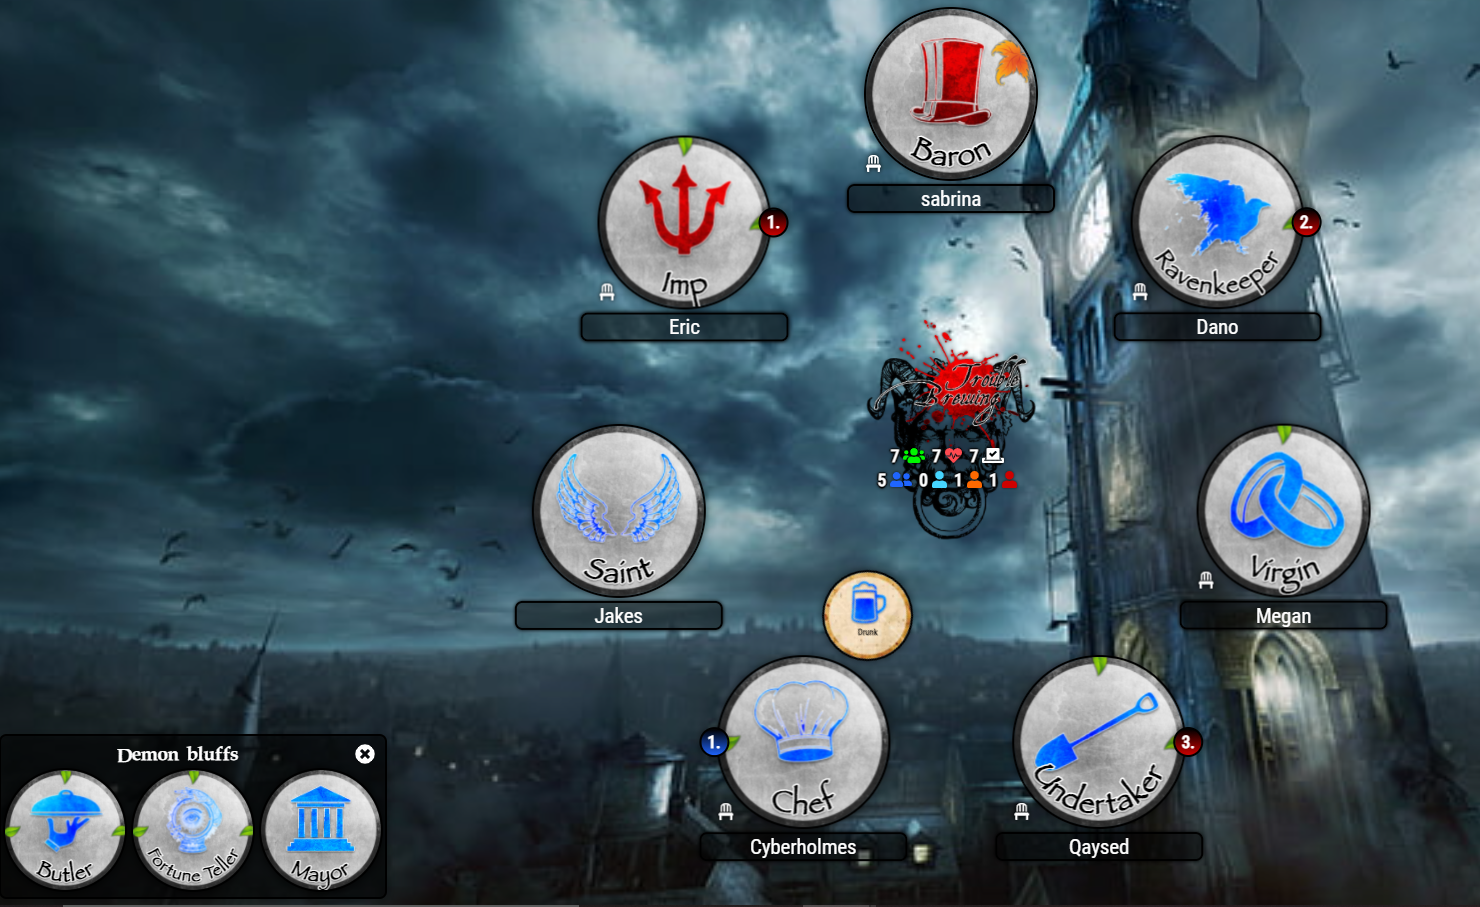 Baron
sabrina
Imp
1.
Eric
Ravenkeeper
2.
Dano
Trouble
Brewing
7 7 7
5 0 1 1
Saint
Jakes
Virgin
Megan
Drunk
Chef
1.
Cyberholmes
Undertaker
3.
Qaysed
Demon bluffs
Butler
Fortune Teller
Mayor